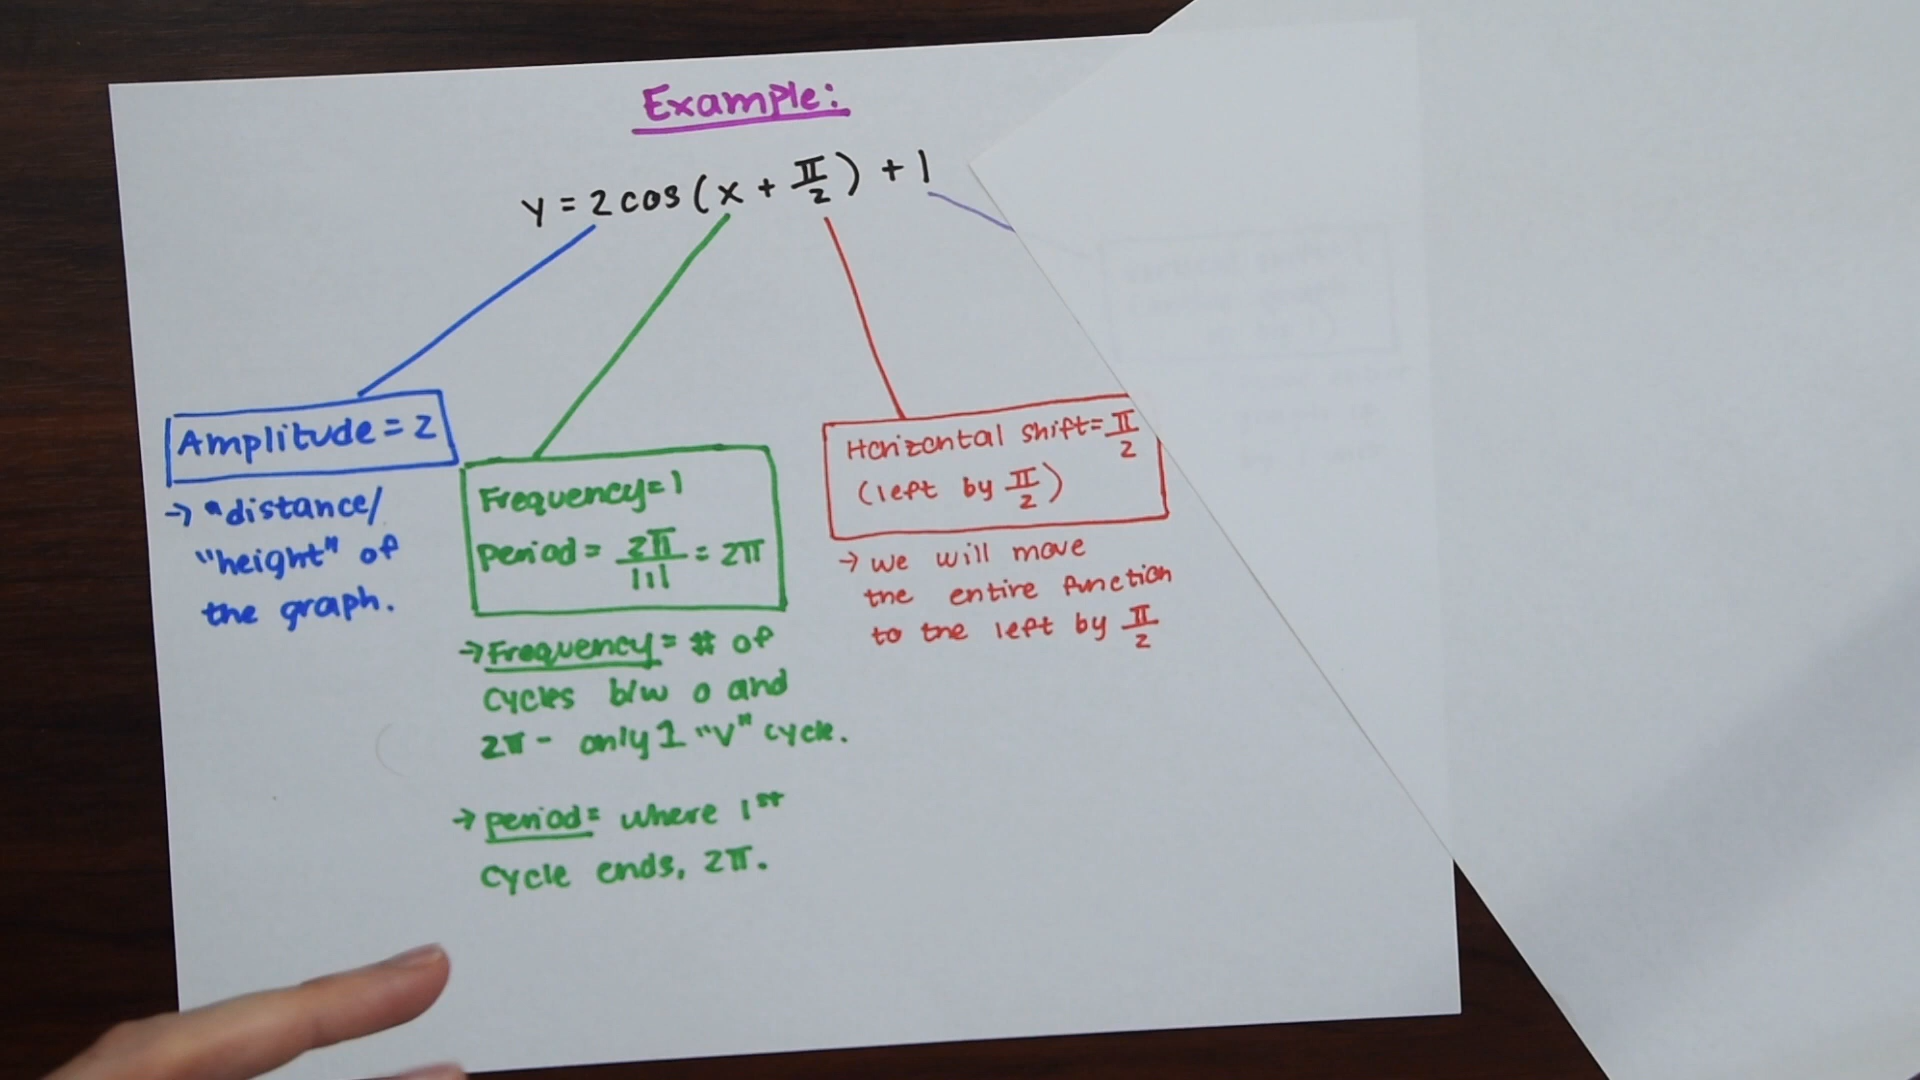 Example:
y = 2cos(x + π/2) + 1
Amplitude = 2
→ "distance/
"height" of
the graph.
Frequency = 1
Period = 2π/|1| = 2π
→ Frequency = # of
cycles b/w 0 and
2π - only 1 "V" cycle.
→ period = where 1st
cycle ends, 2π.
Horizontal shift = π/2
(left by π/2)
→ we will move
the entire function
to the left by π/2